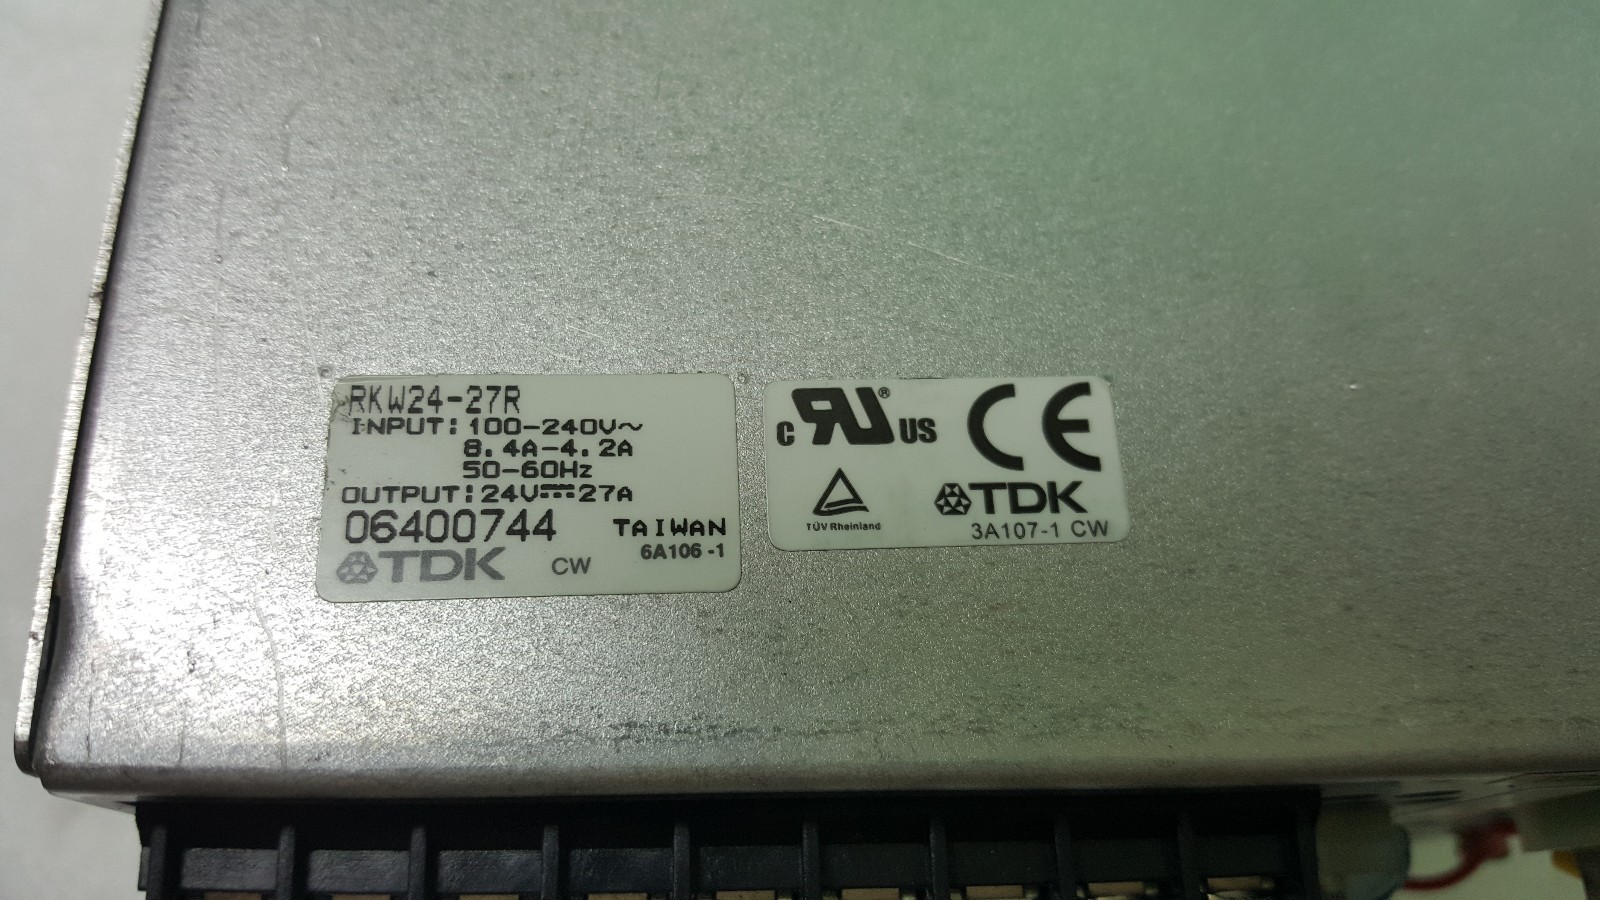 RKW24-27R
INPUT: 100-240V~
8.4A-4.2A
50-60Hz
OUTPUT: 24V⎓27A
06400744 TAIWAN
6A106-1
TDK CW
c RU® US CE
TÜV Rheinland
TDK
3A107-1 CW